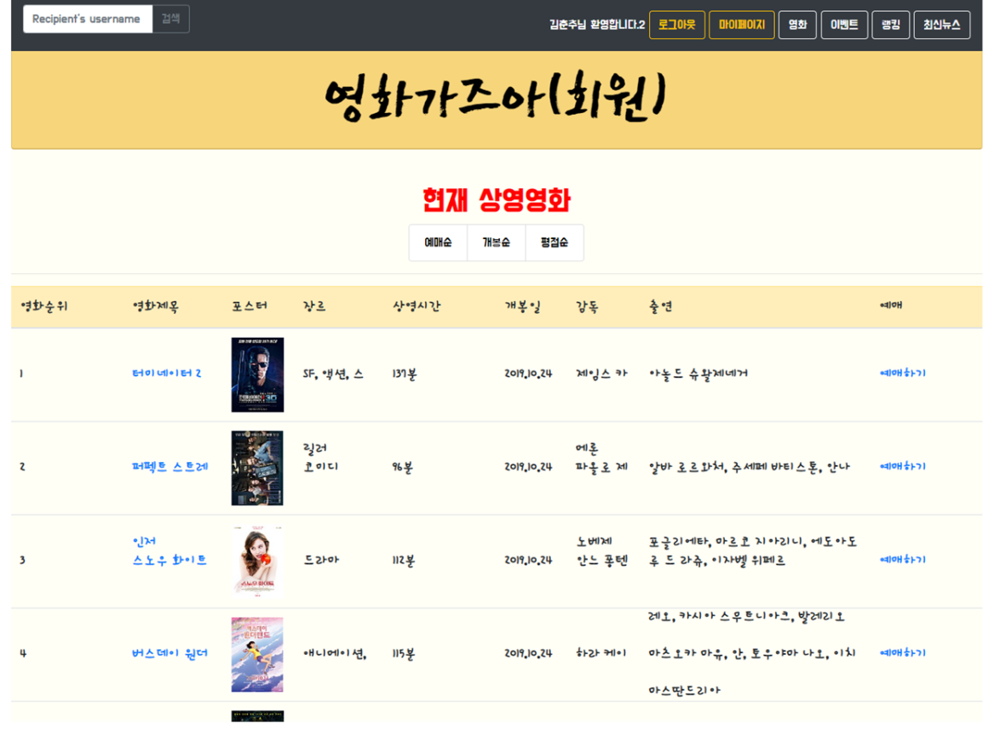 Recipient's username 검색 김춘추님 환영합니다.2 로그아웃 마이페이지 영화 이벤트 랭킹 최신뉴스
영화가즈아(회원)
현재 상영영화
예매순 개봉순 평점순
영화순위 영화제목 포스터 장르 상영시간 개봉일 감독 출연 예매
1 터미네이터 2 SF, 액션, 스 137분 2019.10.24 제임스 카 아놀드 슈왈제네거 예매하기
릴러 메론
2 퍼펙트 스트레 코미디 96분 2019.10.24 파올로 제 알바 로르와처, 주세페 바티스톤, 안나 예매하기
인저 노베제 포글리에타, 마르코 지아리니, 에도아도
3 스노우 화이트 드라마 112분 2019.10.24 안느 퐁텐 루 드 라쥬, 이자벨 위페르 예매하기
스노우 화이트
레오, 카시아 스무트니아크, 발레리오
4 버스데이 원더 애니메이션, 115분 2019.10.24 하라 케이 마츠오카 마유, 안, 토우야마 나오, 이치 예매하기
마스딴드리아